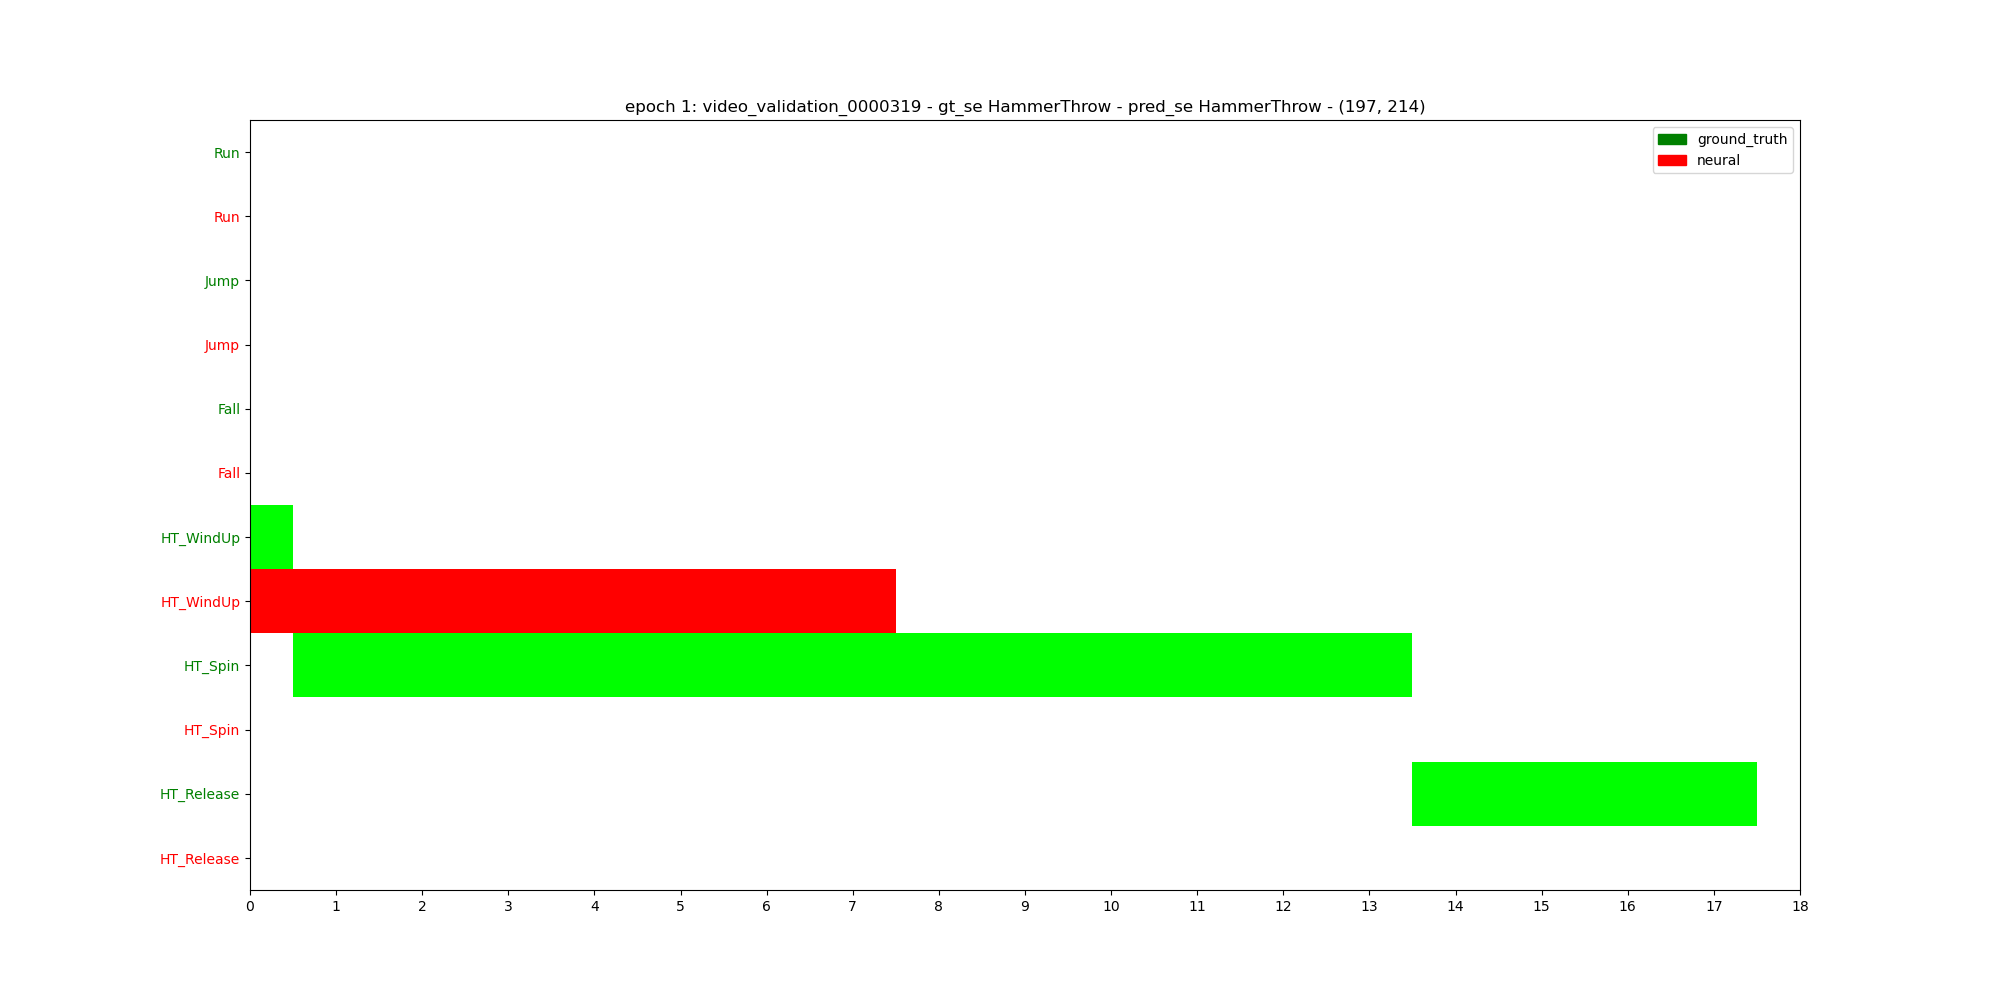 epoch 1: video_validation_0000319 - gt_se HammerThrow - pred_se HammerThrow - (197, 214)
ground_truth
neural
Run
Run
Jump
Jump
Fall
Fall
HT_WindUp
HT_WindUp
HT_Spin
HT_Spin
HT_Release
HT_Release
0 1 2 3 4 5 6 7 8 9 10 11 12 13 14 15 16 17 18